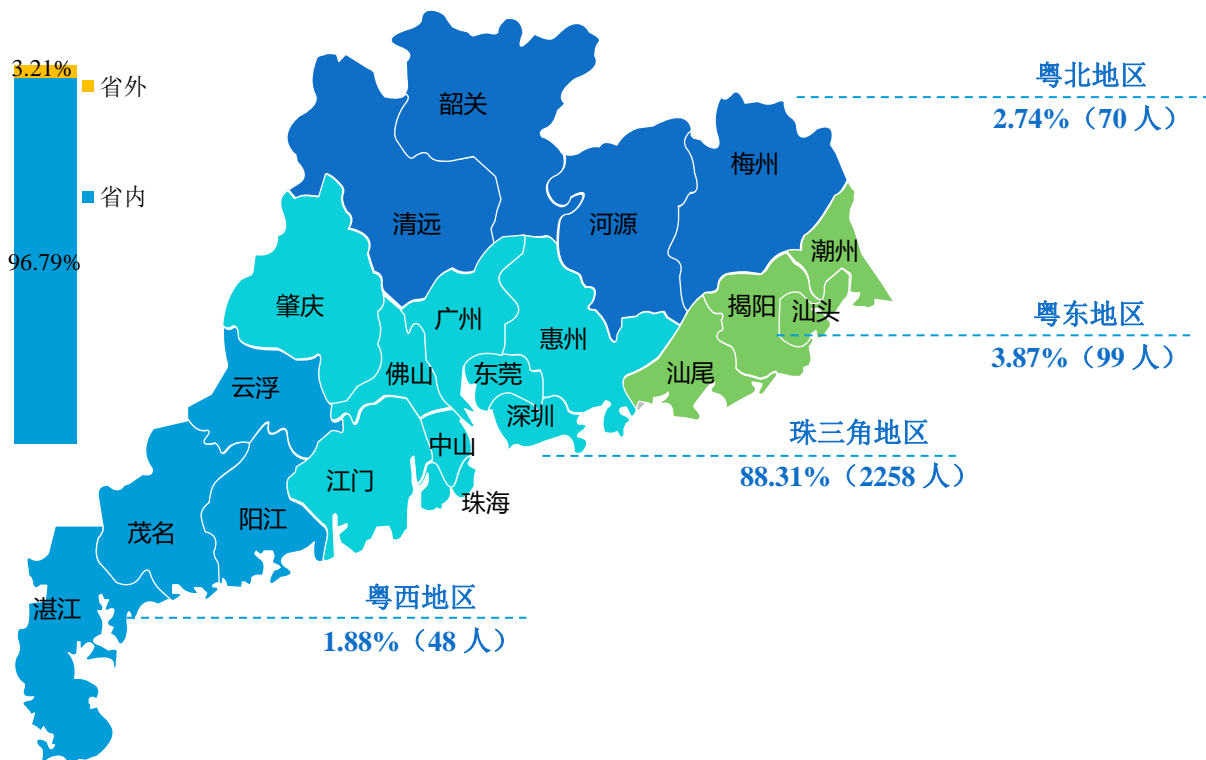 3.21%
省外
省内
96.79%
韶关
梅州
清远
河源
潮州
肇庆
广州
揭阳
汕头
惠州
佛山
东莞
汕尾
云浮
深圳
中山
江门
珠海
阳江
茂名
湛江
粤北地区
2.74%（70 人）
粤东地区
3.87%（99 人）
珠三角地区
88.31%（2258 人）
粤西地区
1.88%（48 人）